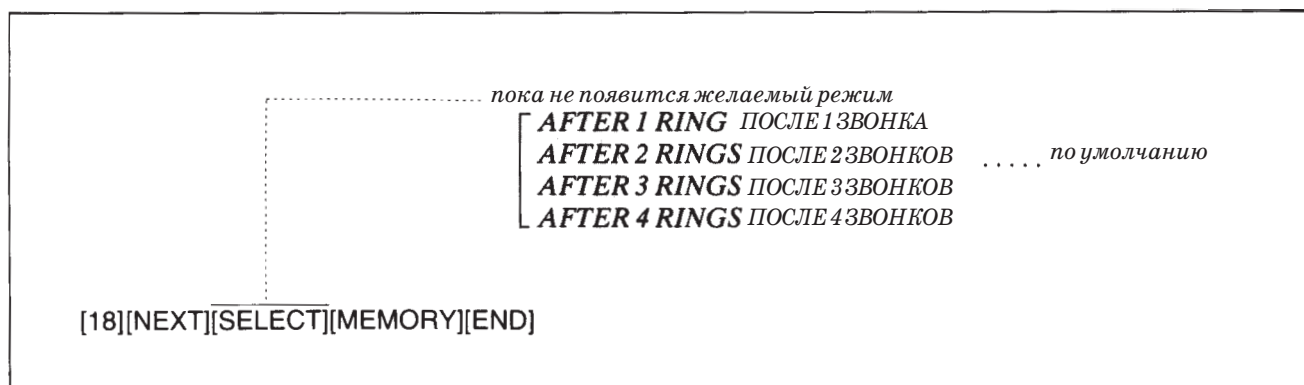 пока не появится желаемый режим
AFTER 1 RING ПОСЛЕ 1 ЗВОНКА
AFTER 2 RINGS ПОСЛЕ 2 ЗВОНКОВ ..... по умолчанию
AFTER 3 RINGS ПОСЛЕ 3 ЗВОНКОВ
AFTER 4 RINGS ПОСЛЕ 4 ЗВОНКОВ
[18][NEXT][SELECT][MEMORY][END]